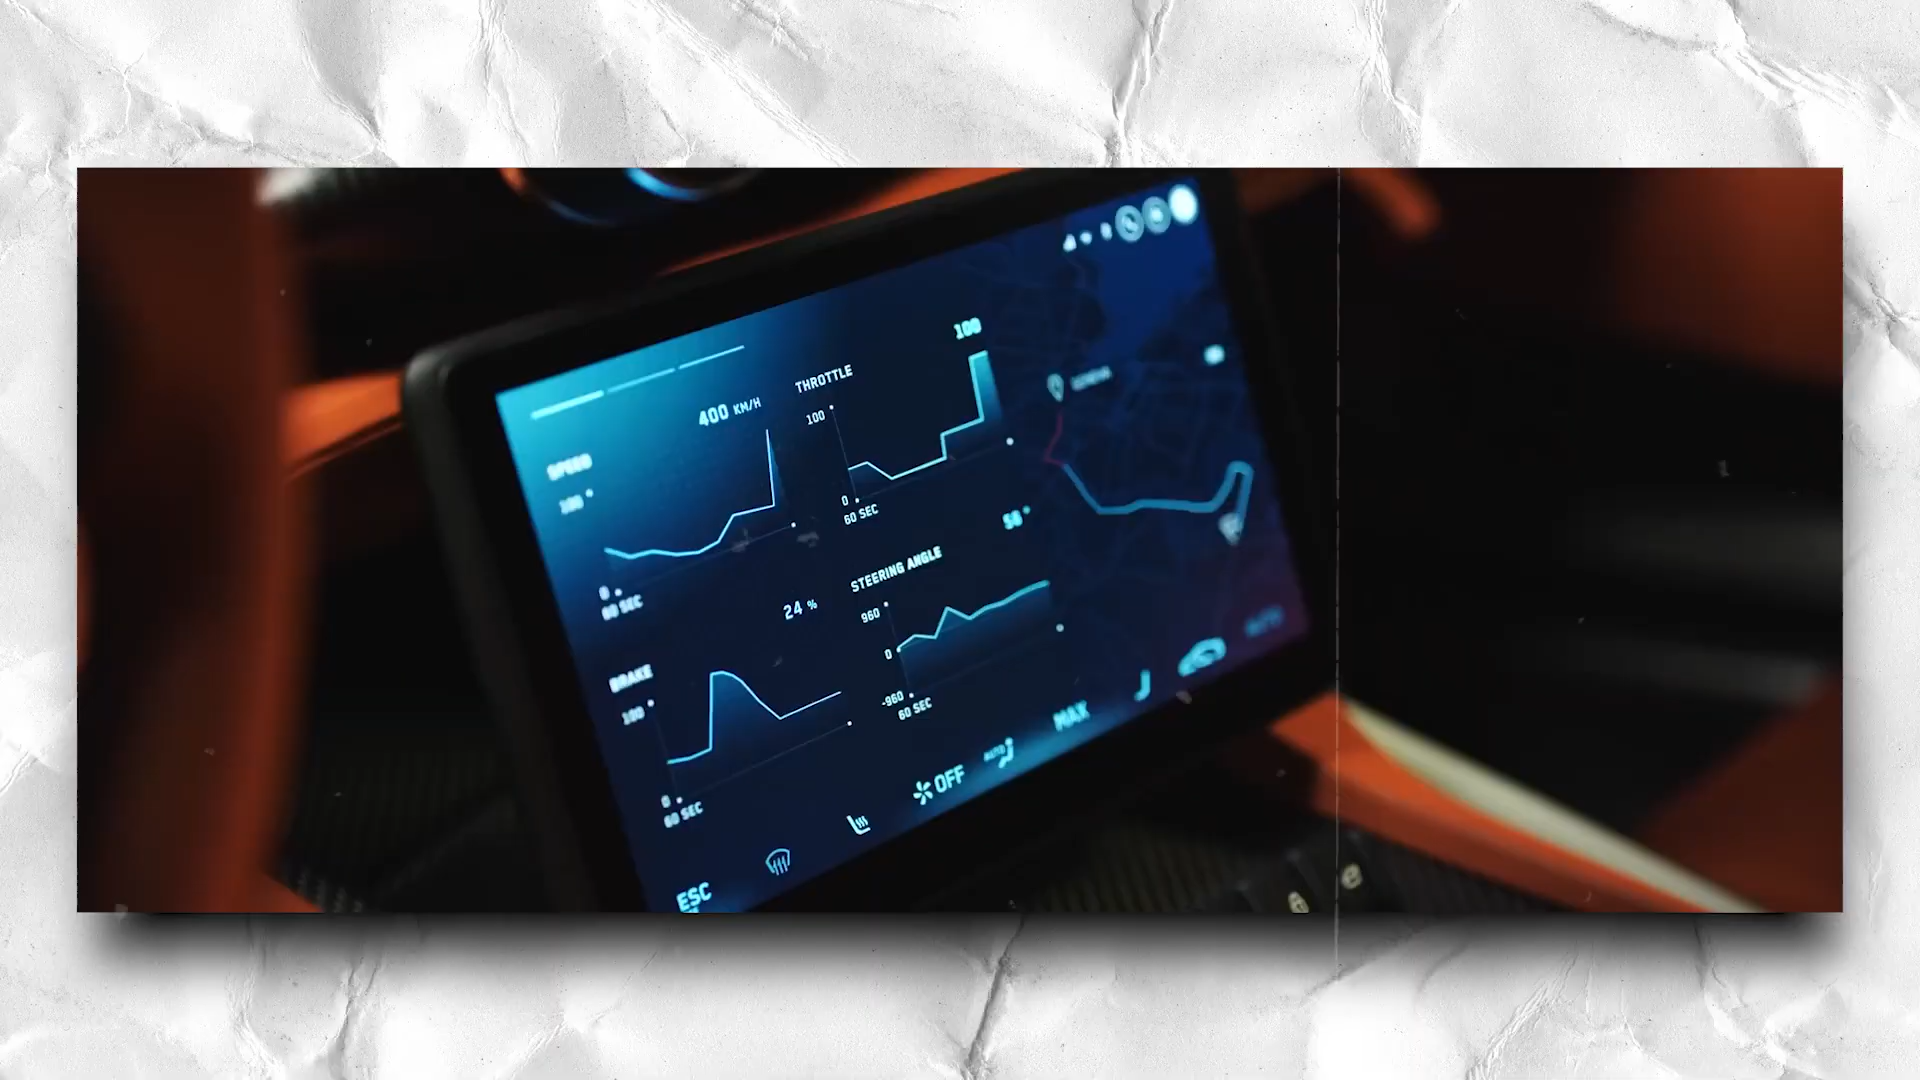 400 KM/H
SPEED
100
0
60 SEC
THROTTLE
100
100
0
60 SEC
24 %
BRAKE
100
0
60 SEC
58°
STEERING ANGLE
960
0
-960
60 SEC
MAX
AUTO
OFF
ESC